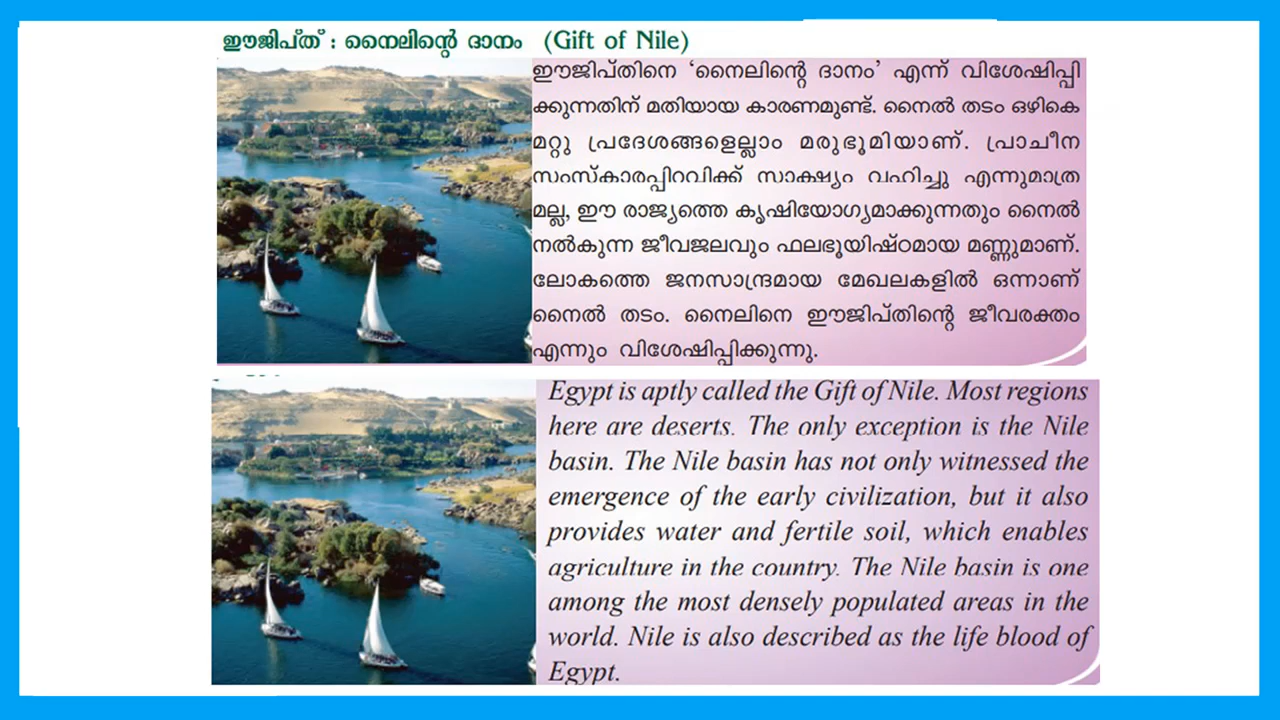 ഈജിപ്ത് : നൈലിന്റെ ദാനം (Gift of Nile)
ഈജിപ്തിനെ ‘നൈലിന്റെ ദാനം’ എന്ന് വിശേഷിപ്പി
ക്കുന്നതിന് മതിയായ കാരണമുണ്ട്. നൈൽ തടം ഒഴികെ
മറ്റു പ്രദേശങ്ങളെല്ലാം മരുഭൂമിയാണ്. പ്രാചീന
സംസ്കാരപ്പിറവിക്ക് സാക്ഷ്യം വഹിച്ചു എന്നുമാത്ര
മല്ല, ഈ രാജ്യത്തെ കൃഷിയോഗ്യമാക്കുന്നതും നൈൽ
നൽകുന്ന ജീവജലവും ഫലഭൂയിഷ്ഠമായ മണ്ണുമാണ്.
ലോകത്തെ ജനസാന്ദ്രമായ മേഖലകളിൽ ഒന്നാണ്
നൈൽ തടം. നൈലിനെ ഈജിപ്തിന്റെ ജീവരക്തം
എന്നും വിശേഷിപ്പിക്കുന്നു.
Egypt is aptly called the Gift of Nile. Most regions
here are deserts. The only exception is the Nile
basin. The Nile basin has not only witnessed the
emergence of the early civilization, but it also
provides water and fertile soil, which enables
agriculture in the country. The Nile basin is one
among the most densely populated areas in the
world. Nile is also described as the life blood of
Egypt.